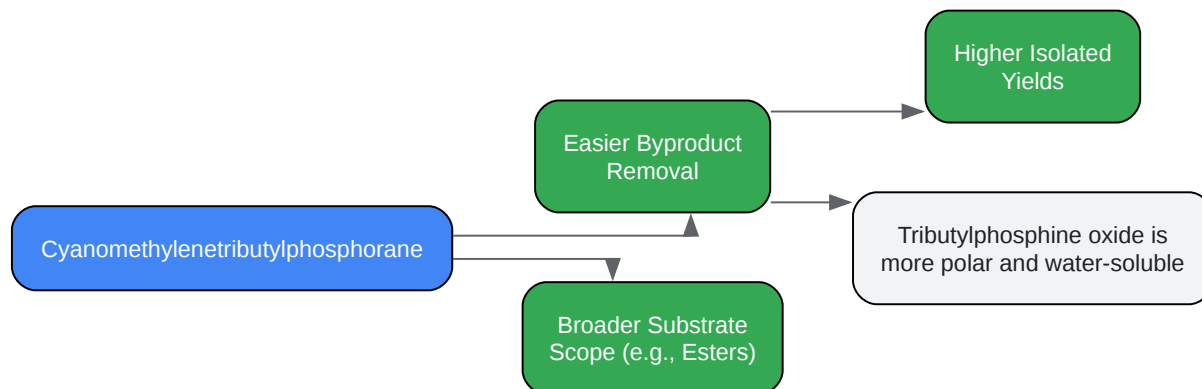 Higher Isolated
Yields
Easier Byproduct
Removal
Cyanomethylenetributylphosphorane
Tributylphosphine oxide is
more polar and water-soluble
Broader Substrate
Scope (e.g., Esters)